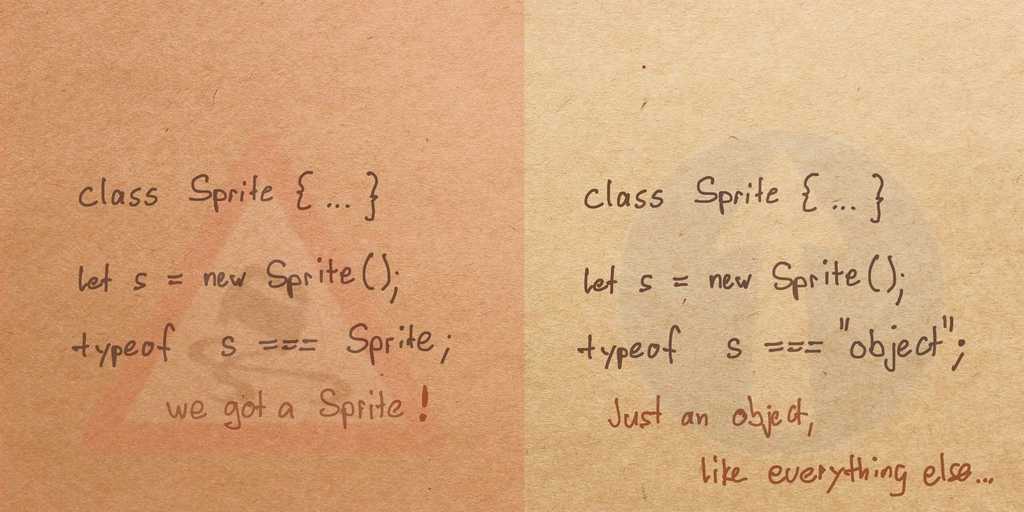 class Sprite { ... }
let s = new Sprite();
typeof s === Sprite;
we got a Sprite!
class Sprite { ... }
let s = new Sprite();
typeof s === "object";
Just an object,
like everything else...